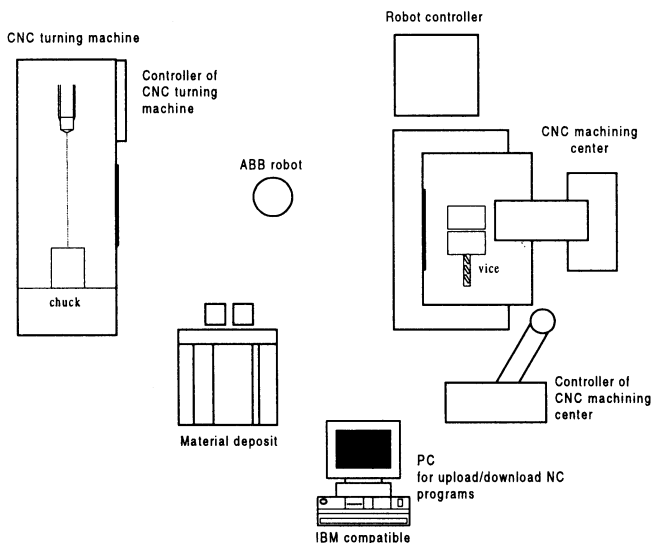 Robot controller
CNC turning machine
Controller of
CNC turning
machine
CNC machining
center
ABB robot
vice
chuck
Controller of
CNC machining
center
Material deposit
PC
for upload/download NC
programs
IBM compatible